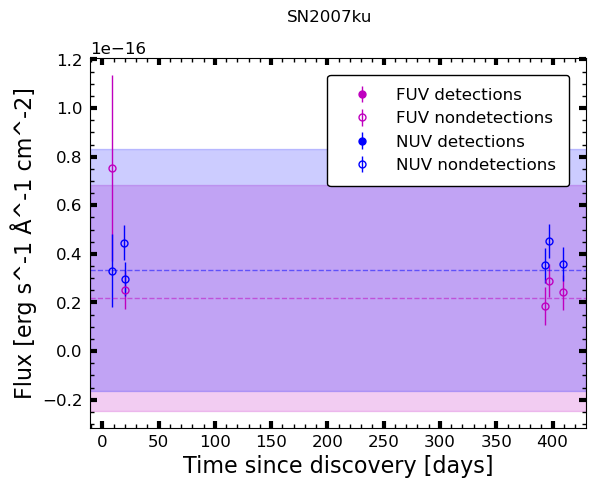 SN2007ku
1e−16
1.2
1.0
0.8
0.6
0.4
0.2
0.0
−0.2
Flux [erg s^-1 Å^-1 cm^-2]
FUV detections
FUV nondetections
NUV detections
NUV nondetections
0 50 100 150 200 250 300 350 400
Time since discovery [days]